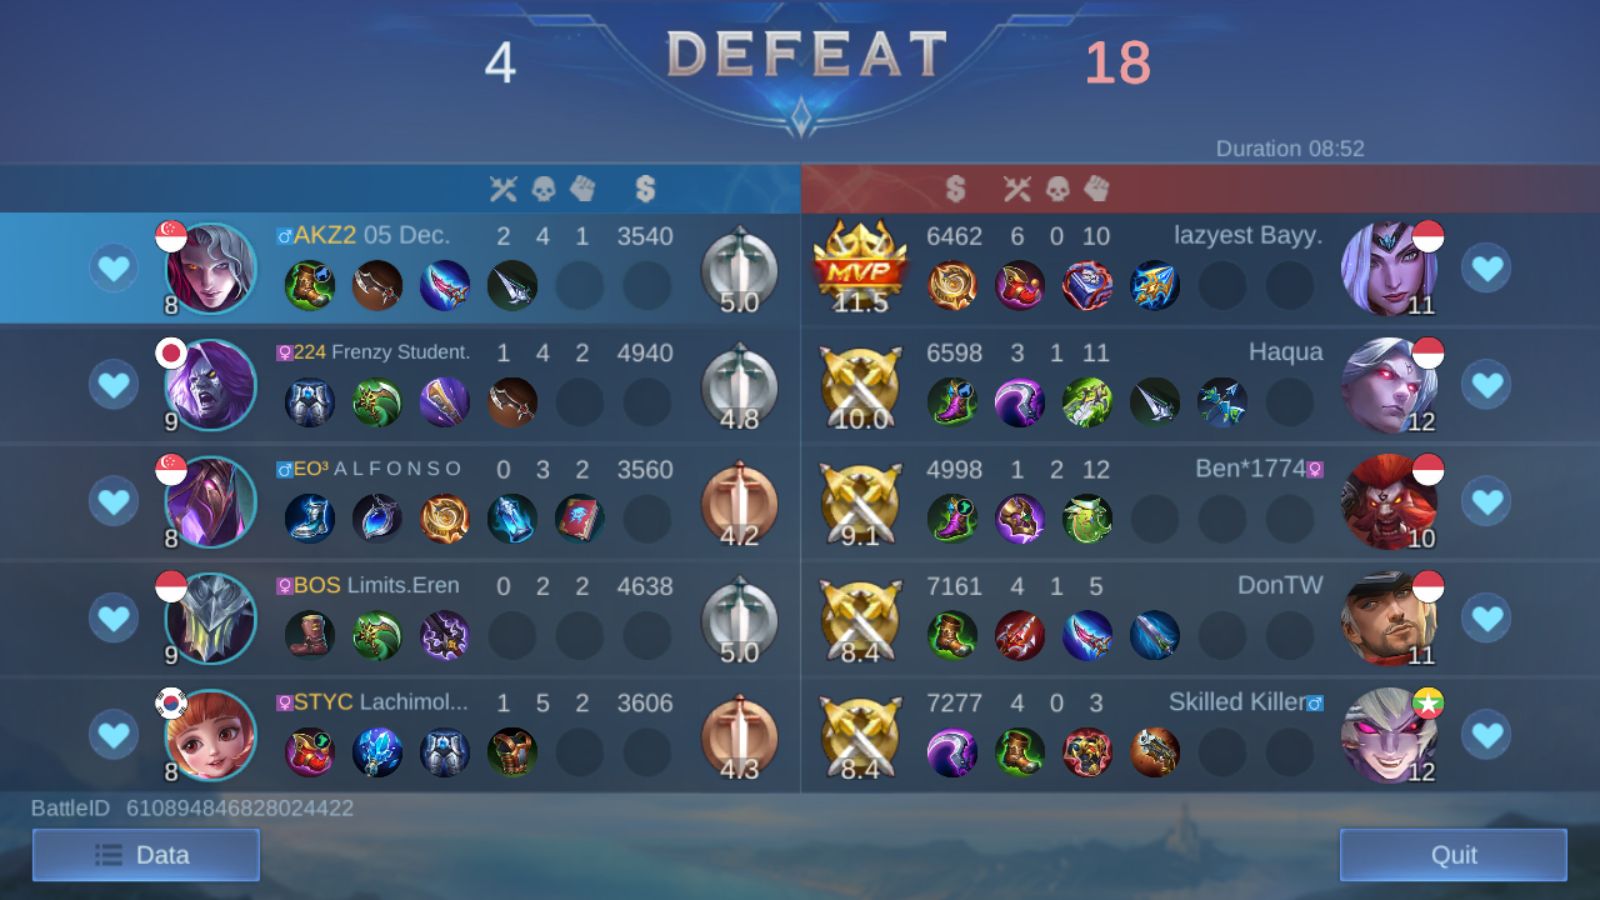 4 DEFEAT 18
Duration 08:52
8 ♂AKZ2 05 Dec. 2 4 1 3540 5.0
MVP 11.5 6462 6 0 10 lazyest Bayy. 11
9 ♀224 Frenzy Student. 1 4 2 4940 4.8
10.0 6598 3 1 11 Haqua 12
8 ♂EO³ A L F O N S O 0 3 2 3560 4.2
9.1 4998 1 2 12 Ben*1774♀ 10
9 ♀BOS Limits.Eren 0 2 2 4638 5.0
8.4 7161 4 1 5 DonTW 11
8 ♀STYC Lachimol... 1 5 2 3606 4.3
8.4 7277 4 0 3 Skilled Killer♂ 12
BattleID 610894846828024422
Data
Quit